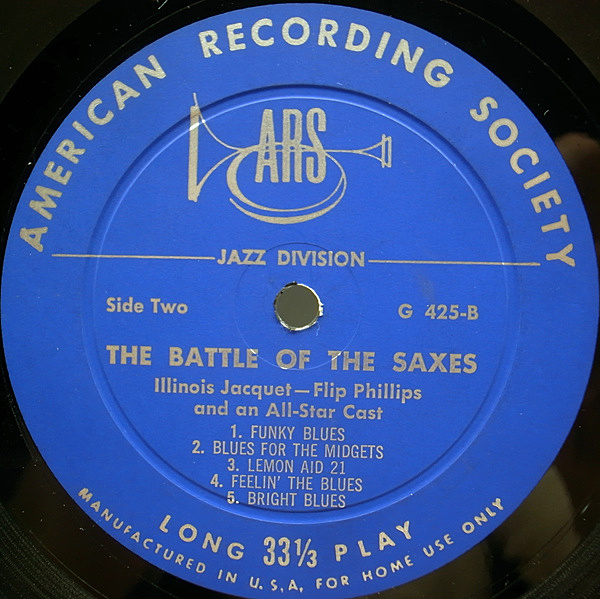 AMERICAN RECORDING SOCIETY
ARS
JAZZ DIVISION
Side Two
G 425-B
THE BATTLE OF THE SAXES
Illinois Jacquet—Flip Phillips
and an All-Star Cast
1. FUNKY BLUES
2. BLUES FOR THE MIDGETS
3. LEMON AID 21
4. FEELIN' THE BLUES
5. BRIGHT BLUES
LONG 33⅓ PLAY
MANUFACTURED IN U.S.A. FOR HOME USE ONLY